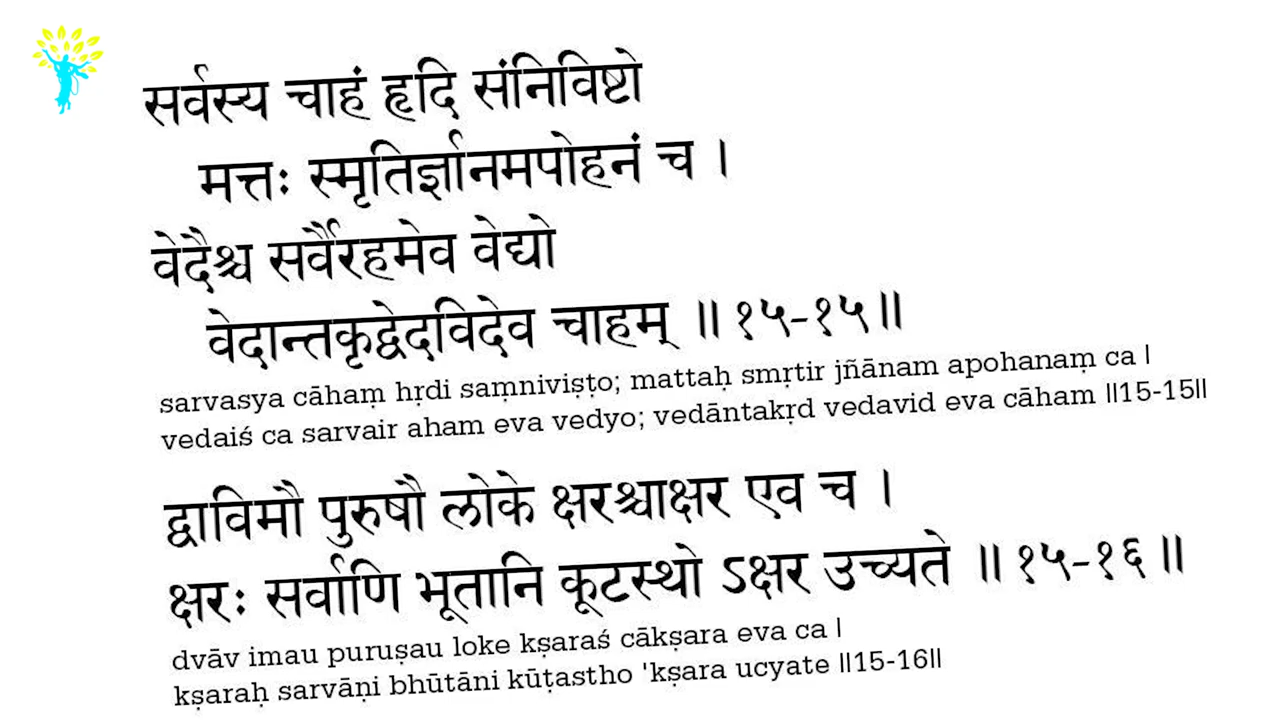 सर्वस्य चाहं हृदि संनिविष्टो
मत्तः स्मृतिर्ज्ञानमपोहनं च ।
वेदैश्च सर्वैरहमेव वेद्यो
वेदान्तकृद्वेदविदेव चाहम् ॥ १५-१५॥
sarvasya cāhaṃ hṛdi saṃniviṣṭo; mattaḥ smṛtir jñānam apohanaṃ ca |
vedaiś ca sarvair aham eva vedyo; vedāntakṛd vedavid eva cāham ||15-15||
द्वाविमौ पुरुषौ लोके क्षरश्चाक्षर एव च ।
क्षरः सर्वाणि भूतानि कूटस्थो ऽक्षर उच्यते ॥ १५-१६॥
dvāv imau puruṣau loke kṣaraś cākṣara eva ca |
kṣaraḥ sarvāṇi bhūtāni kūṭastho 'kṣara ucyate ||15-16||